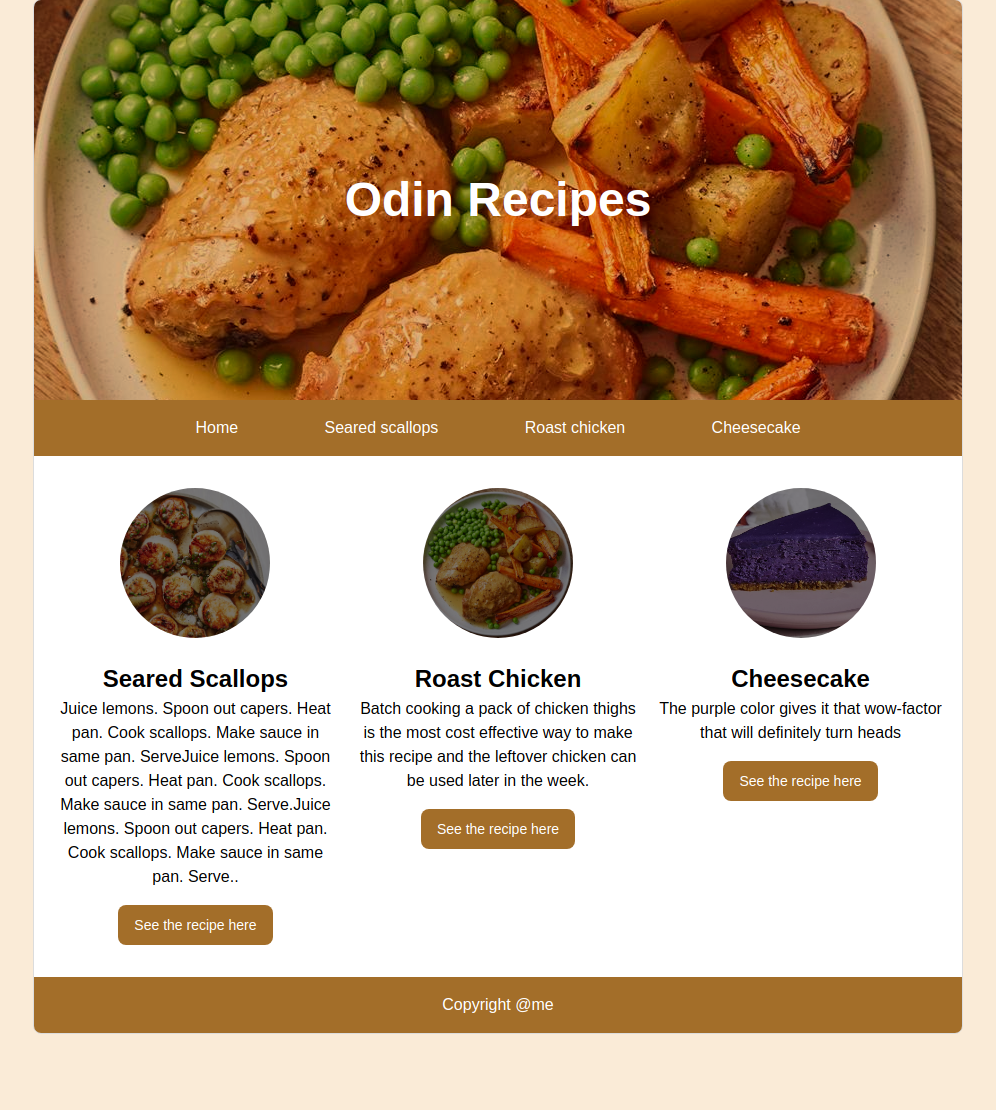 Odin Recipes
Home
Seared scallops
Roast chicken
Cheesecake
Seared Scallops
Juice lemons. Spoon out capers. Heat
pan. Cook scallops. Make sauce in
same pan. ServeJuice lemons. Spoon
out capers. Heat pan. Cook scallops.
Make sauce in same pan. Serve.Juice
lemons. Spoon out capers. Heat pan.
Cook scallops. Make sauce in same
pan. Serve..
See the recipe here
Roast Chicken
Batch cooking a pack of chicken thighs
is the most cost effective way to make
this recipe and the leftover chicken can
be used later in the week.
See the recipe here
Cheesecake
The purple color gives it that wow-factor
that will definitely turn heads
See the recipe here
Copyright @me